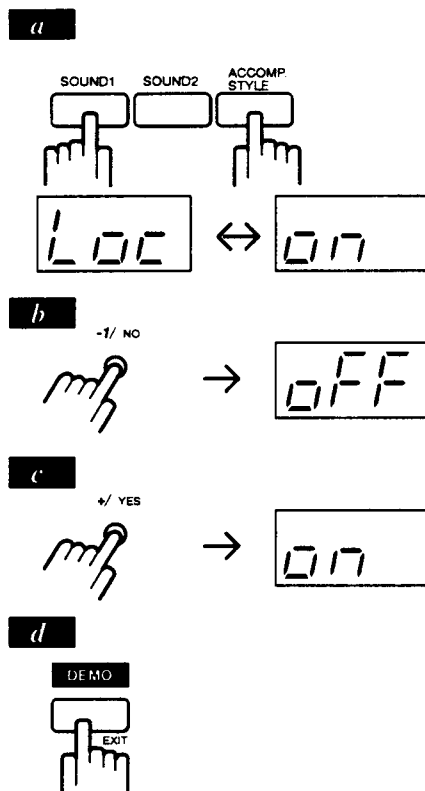 a
SOUND1 SOUND2 ACCOMP. STYLE
Loc ↔ on
b
-1/ NO
→ oFF
c
+/ YES
→ on
d
DEMO
EXIT